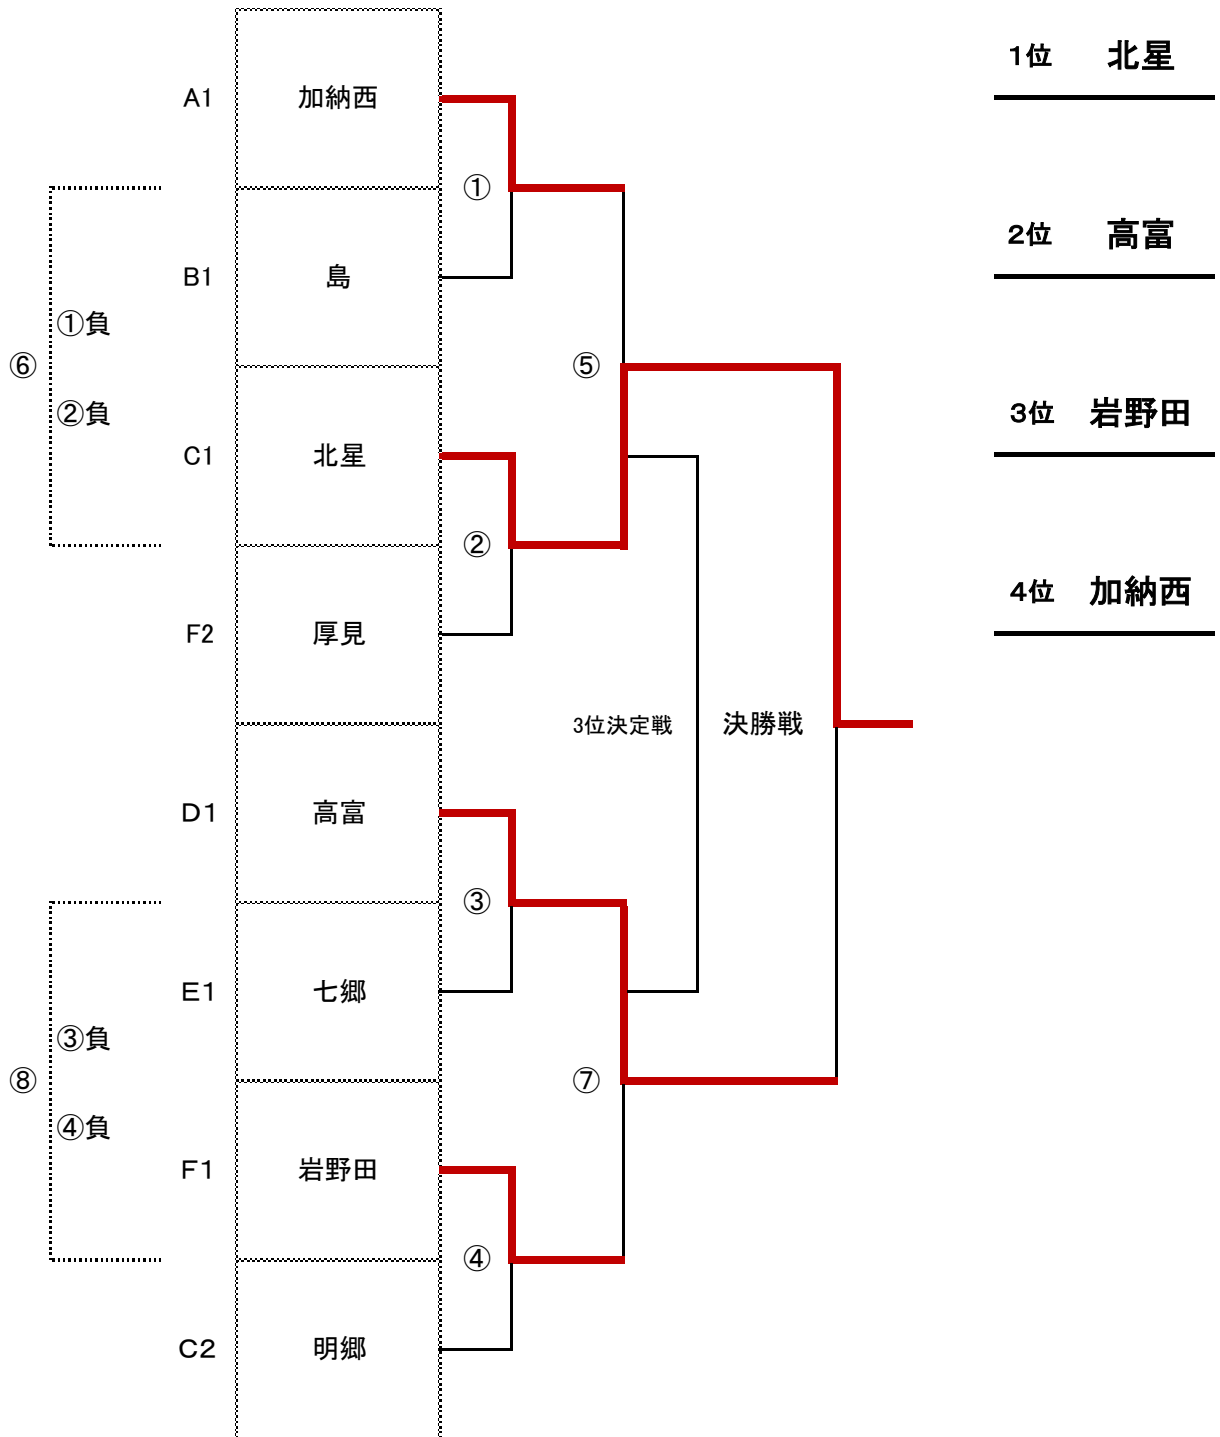 1位 北星
A1 加納西
①
B1 島
2位 高富
①負
⑥
⑤
②負
3位 岩野田
C1 北星
②
4位 加納西
F2 厚見
3位決定戦
決勝戦
D1 高富
③
E1 七郷
③負
⑧
⑦
④負
F1 岩野田
④
C2 明郷